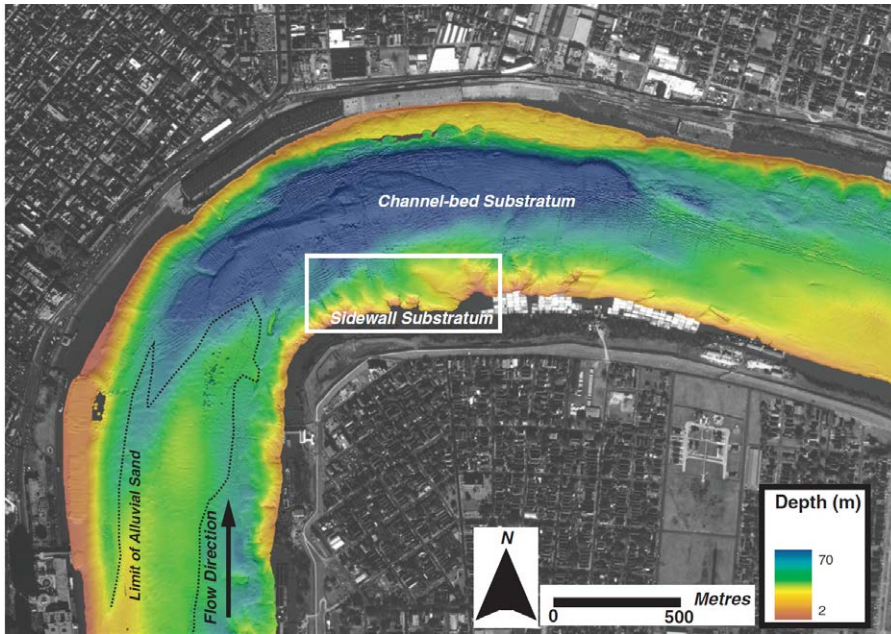 Channel-bed Substratum
Sidewall Substratum
Limit of Alluvial Sand
Flow Direction
N
Metres
0 500
Depth (m)
70
2